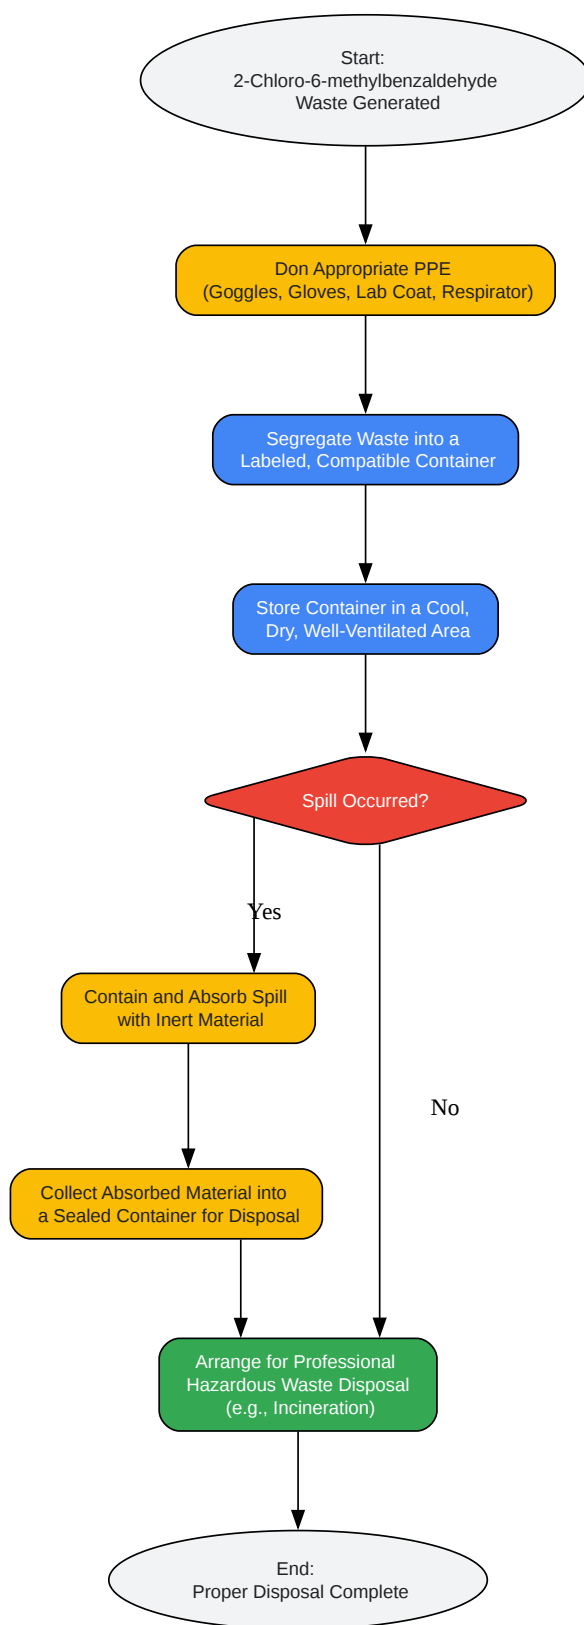 Start:
2-Chloro-6-methylbenzaldehyde
Waste Generated
Don Appropriate PPE
(Goggles, Gloves, Lab Coat, Respirator)
Segregate Waste into a
Labeled, Compatible Container
Store Container in a Cool,
Dry, Well-Ventilated Area
Spill Occurred?
Yes
Contain and Absorb Spill
with Inert Material
No
Collect Absorbed Material into
a Sealed Container for Disposal
Arrange for Professional
Hazardous Waste Disposal
(e.g., Incineration)
End:
Proper Disposal Complete